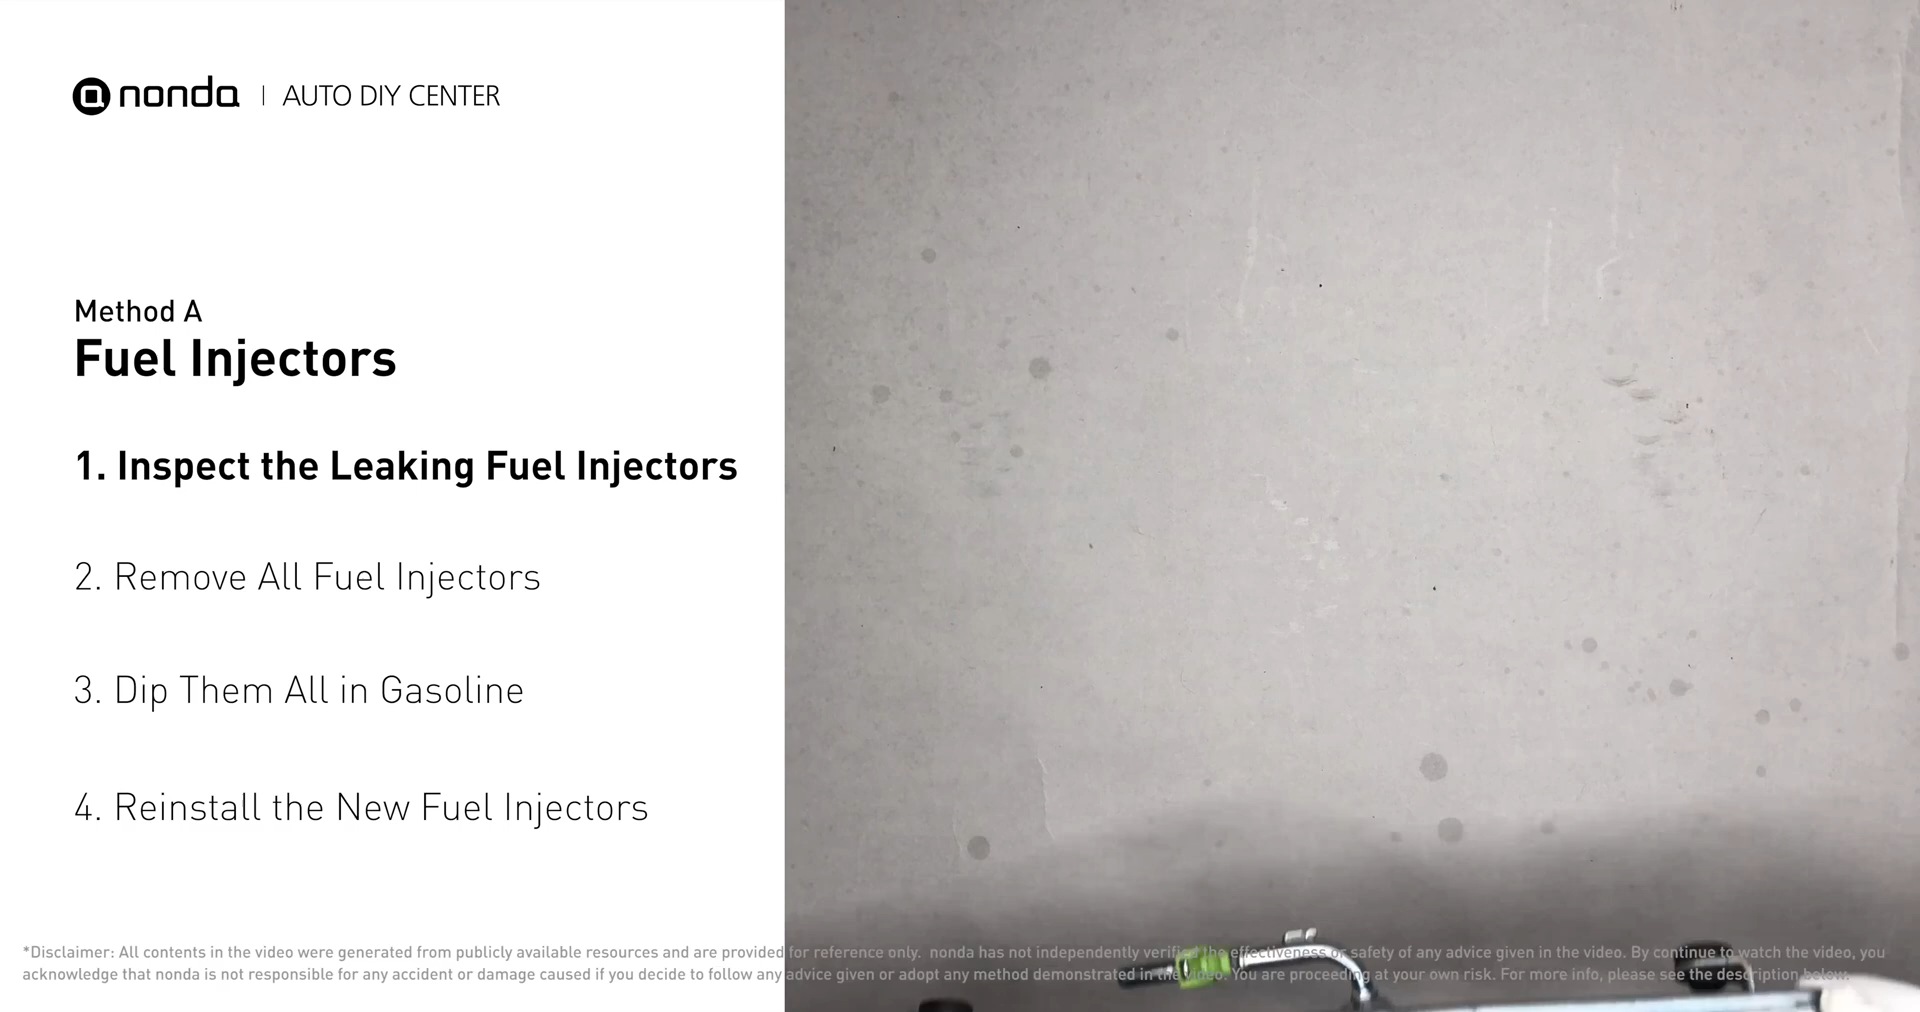 nonda | AUTO DIY CENTER
Method A
Fuel Injectors
1. Inspect the Leaking Fuel Injectors
2. Remove All Fuel Injectors
3. Dip Them All in Gasoline
4. Reinstall the New Fuel Injectors
*Disclaimer: All contents in the video were generated from publicly available resources and are provided for reference only. nonda has not independently verified the effectiveness or safety of any advice given in the video. By continue to watch the video, you
acknowledge that nonda is not responsible for any accident or damage caused if you decide to follow any advice given or adopt any method demonstrated in the video. You are proceeding at your own risk. For more info, please see the description below.